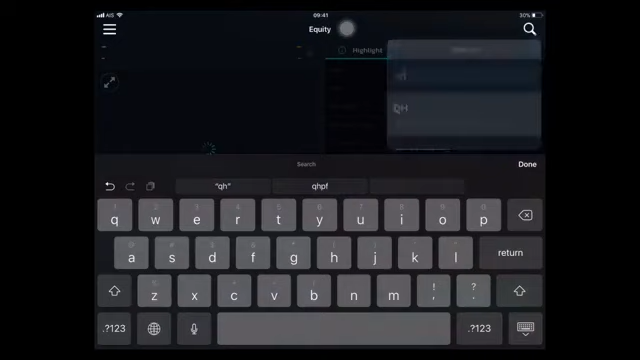 AIS 09:41 30%
Equity
Highlight
QH
Search Done
"qh" qhpf
q w e r t y u i o p
a s d f g h j k l return
z x c v b n m ! , ? .
.?123 .?123